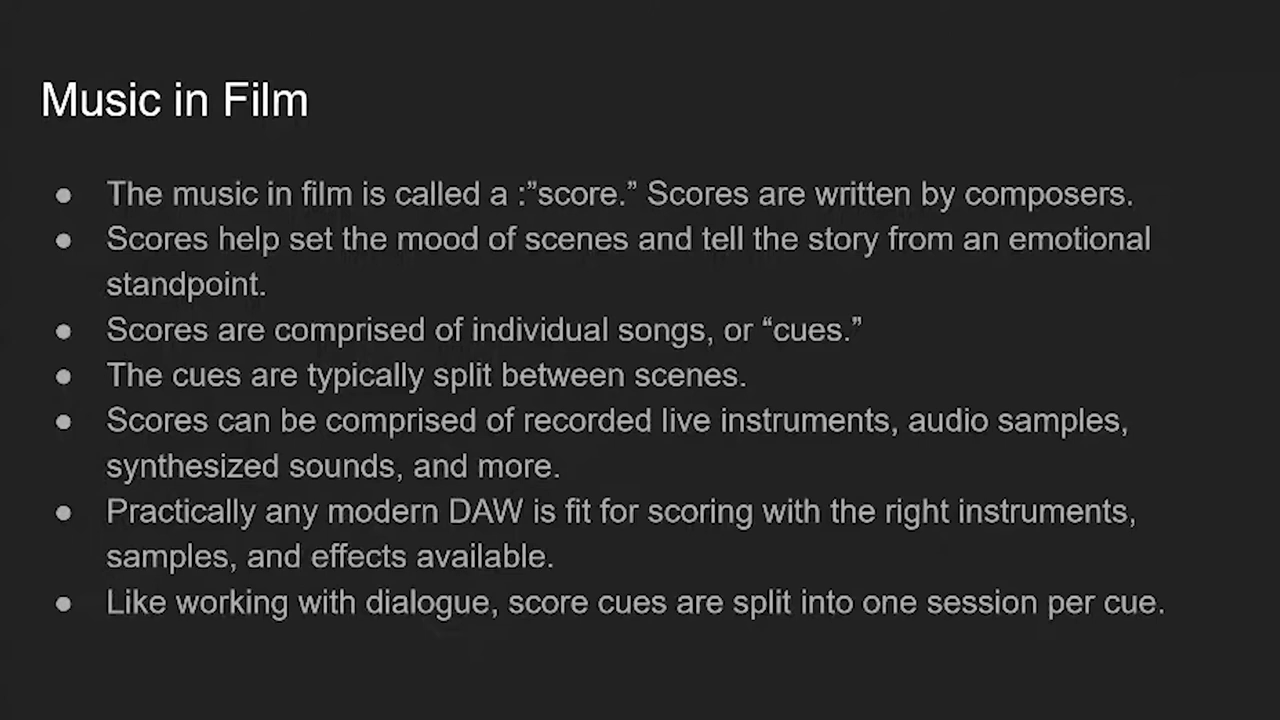 Music in Film
● The music in film is called a :”score.” Scores are written by composers.
● Scores help set the mood of scenes and tell the story from an emotional
standpoint.
● Scores are comprised of individual songs, or “cues.”
● The cues are typically split between scenes.
● Scores can be comprised of recorded live instruments, audio samples,
synthesized sounds, and more.
● Practically any modern DAW is fit for scoring with the right instruments,
samples, and effects available.
● Like working with dialogue, score cues are split into one session per cue.